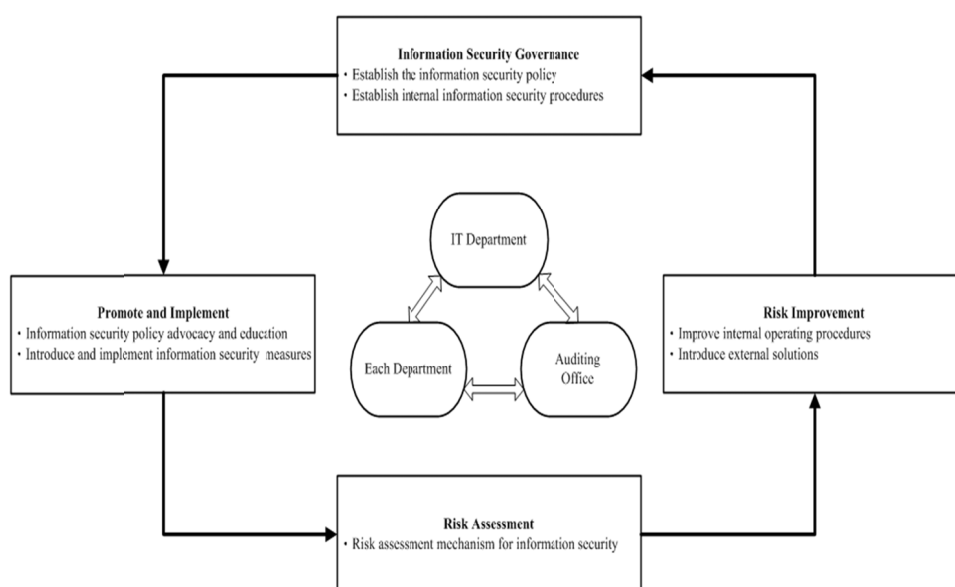 Information Security Governance
· Establish the information security policy
· Establish internal information security procedures
IT Department
Promote and Implement
· Information security policy advocacy and education
· Introduce and implement information security measures
Each Department
Auditing
Office
Risk Improvement
· Improve internal operating procedures
· Introduce external solutions
Risk Assessment
· Risk assessment mechanism for information security